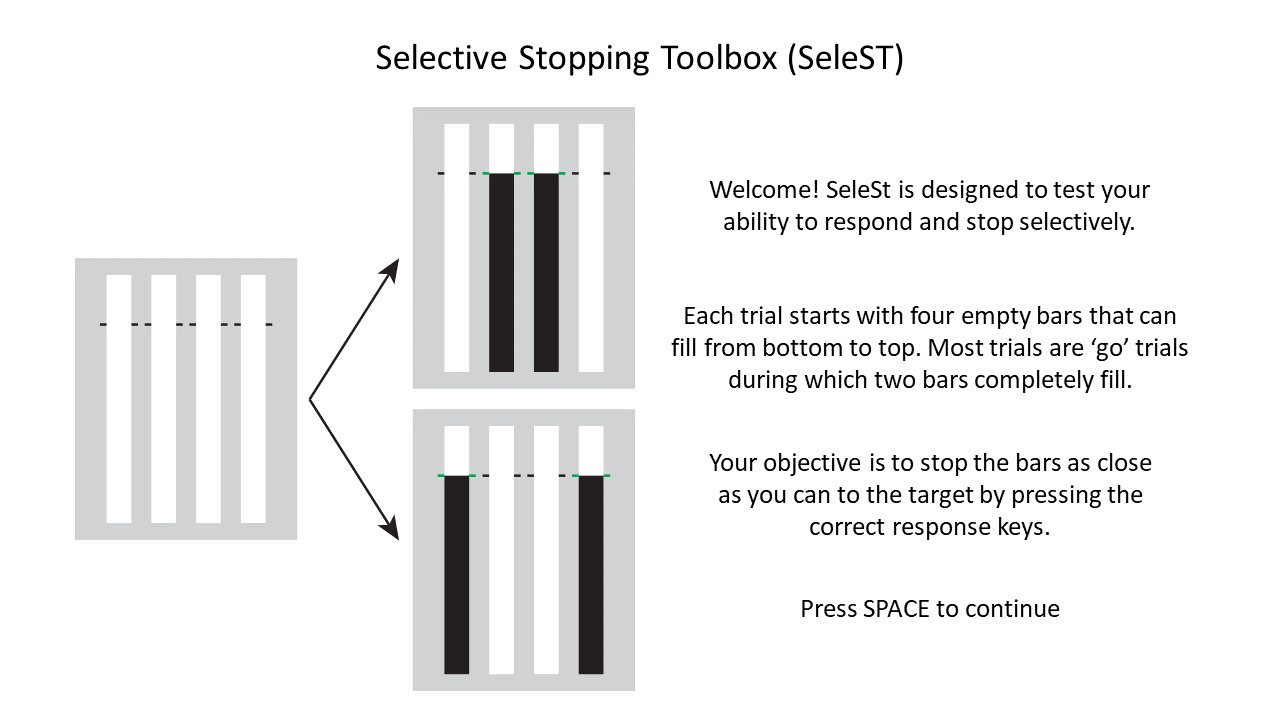 Selective Stopping Toolbox (SeleST)
Welcome! SeleSt is designed to test your
ability to respond and stop selectively.
Each trial starts with four empty bars that can
fill from bottom to top. Most trials are ‘go’ trials
during which two bars completely fill.
Your objective is to stop the bars as close
as you can to the target by pressing the
correct response keys.
Press SPACE to continue